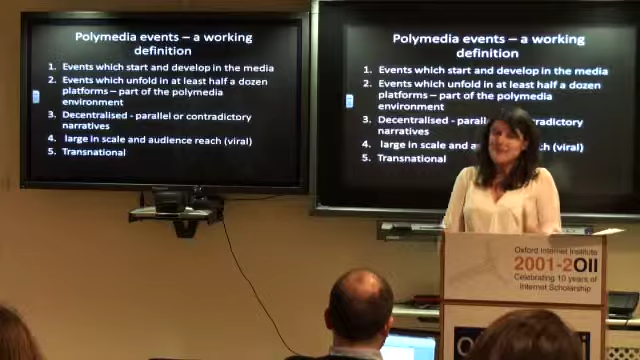 Polymedia events – a working
definition
1. Events which start and develop in the media
2. Events which unfold in at least half a dozen
platforms – part of the polymedia
environment
3. Decentralised - parallel or contradictory
narratives
4. large in scale and audience reach (viral)
5. Transnational
Polymedia events – a working
definition
1. Events which start and develop in the media
2. Events which unfold in at least half a dozen
platforms – part of the polymedia
environment
3. Decentralised - contradictory
narratives
4. large in scale and reach (viral)
5. Transnational
Oxford Internet Institute
2001-2OII
Celebrating 10 years of
Internet Scholarship